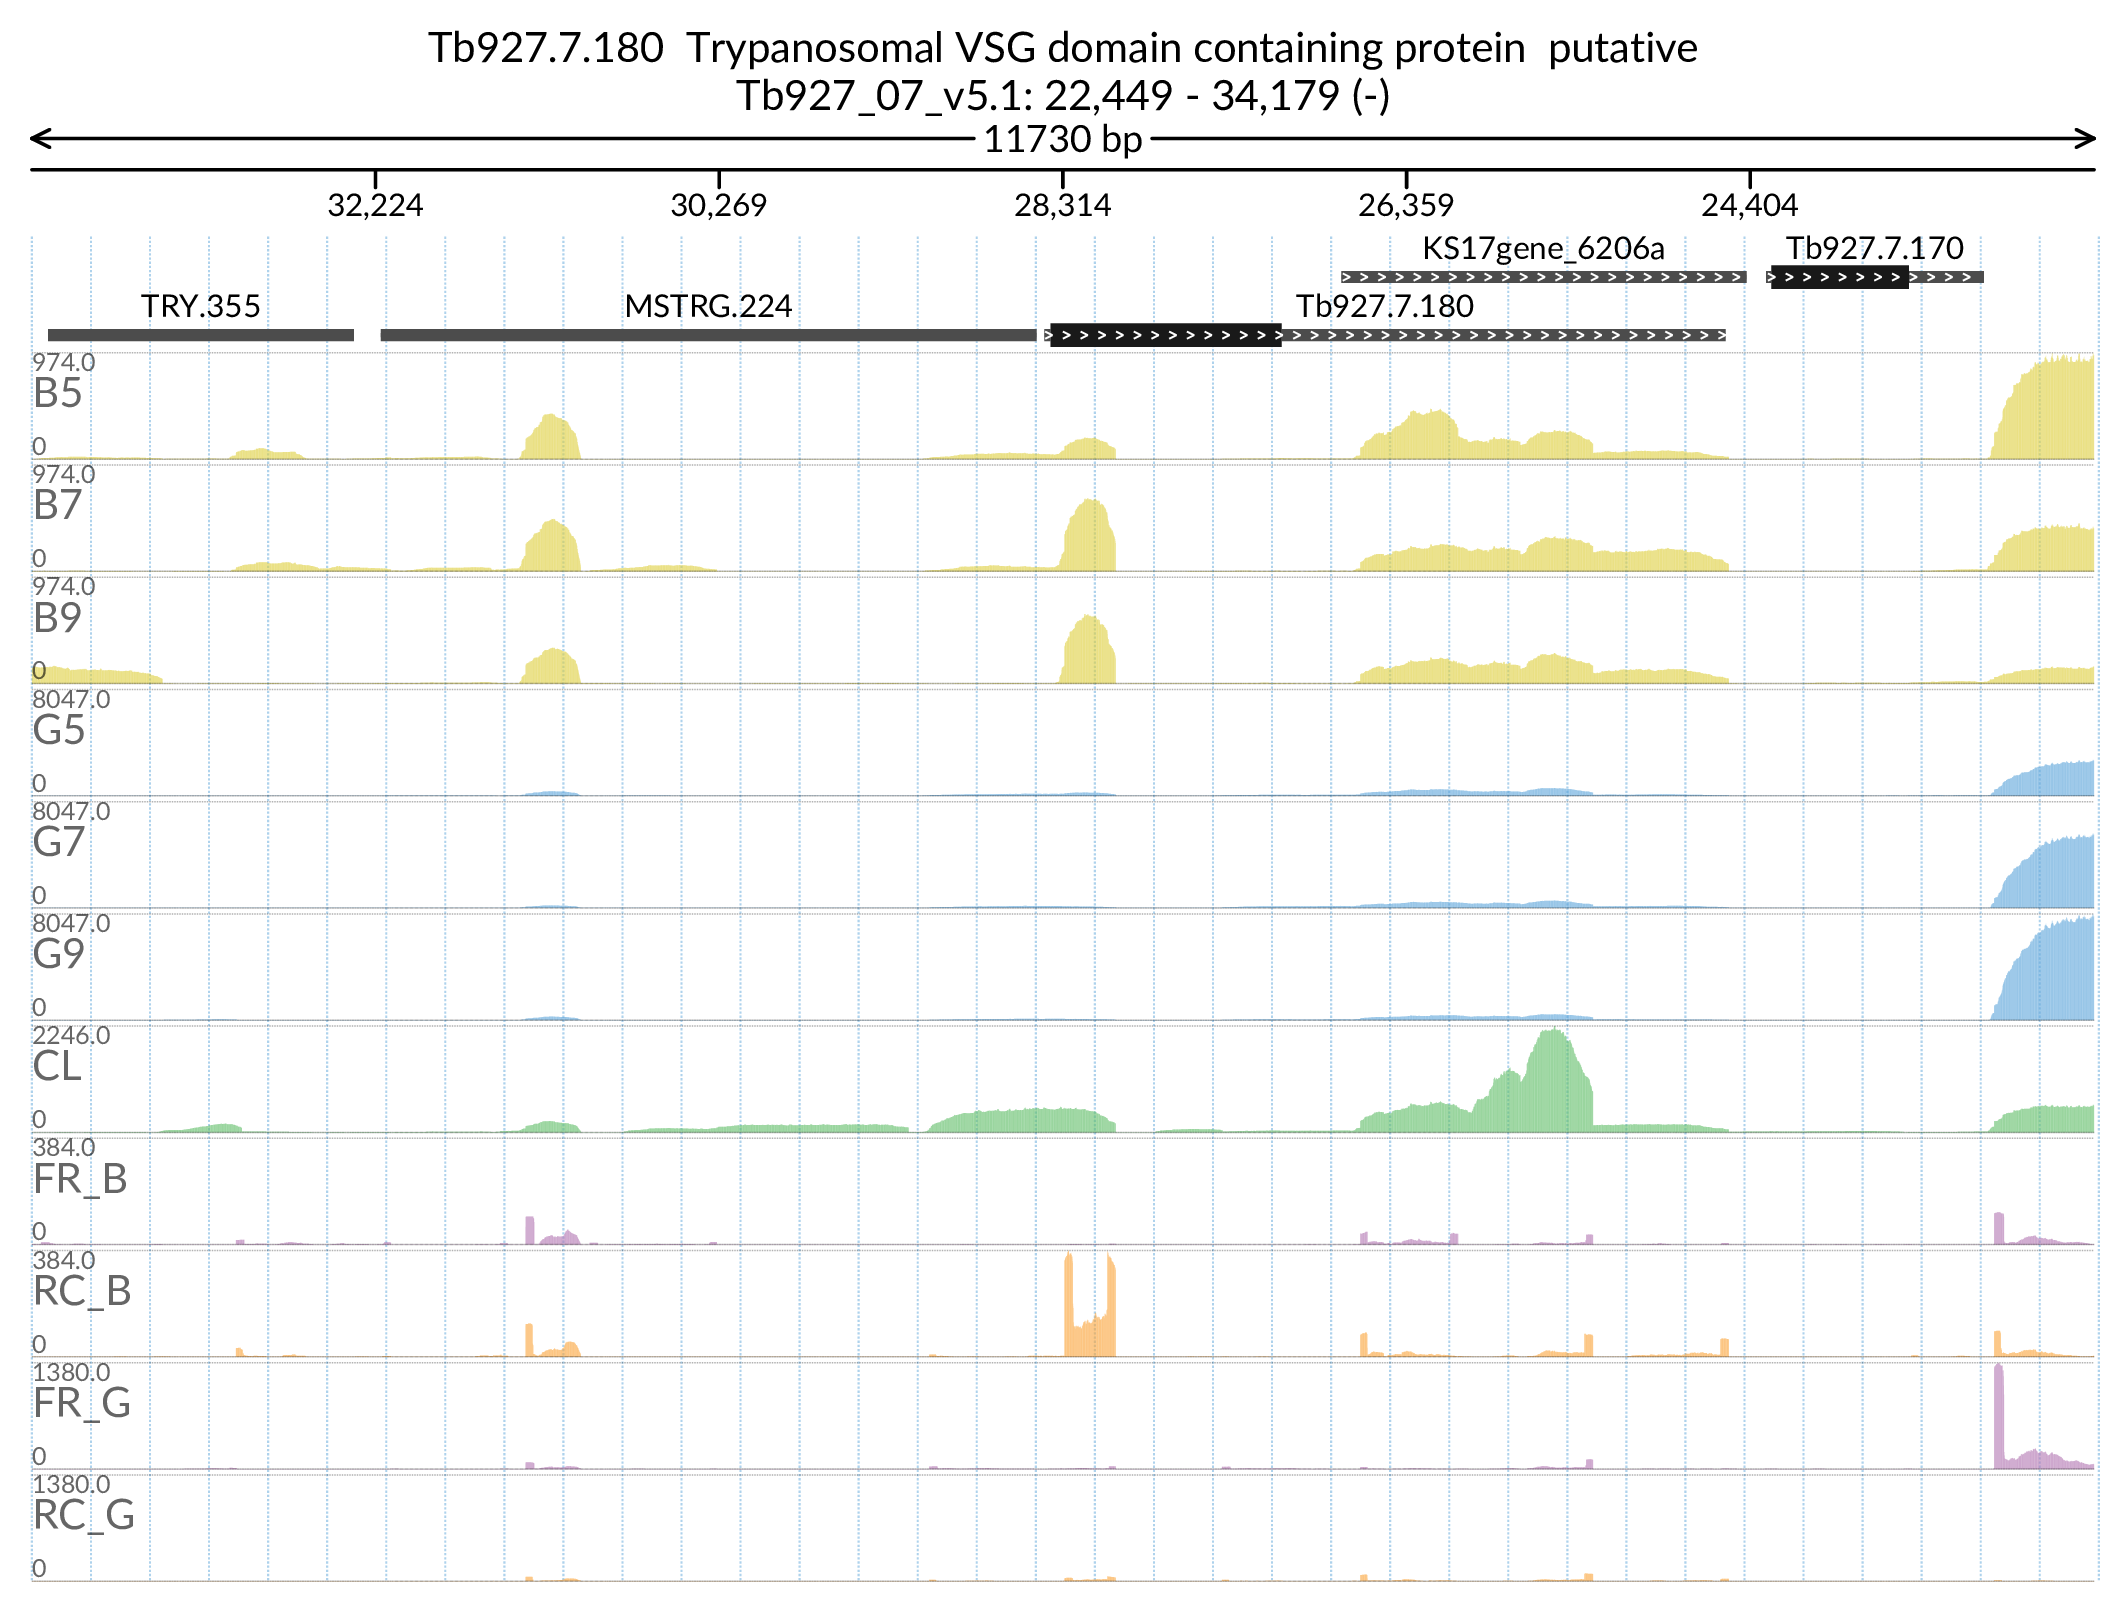 Tb927.7.180  Trypanosomal VSG domain containing protein  putative
Tb927_07_v5.1: 22,449 - 34,179 (-)
11730 bp
32,224 30,269 28,314 26,359 24,404
KS17gene_6206a Tb927.7.170
TRY.355 MSTRG.224 Tb927.7.180
974.0
B5
0
974.0
B7
0
974.0
B9
0
8047.0
G5
0
8047.0
G7
0
8047.0
G9
0
2246.0
CL
0
384.0
FR_B
0
384.0
RC_B
0
1380.0
FR_G
0
1380.0
RC_G
0